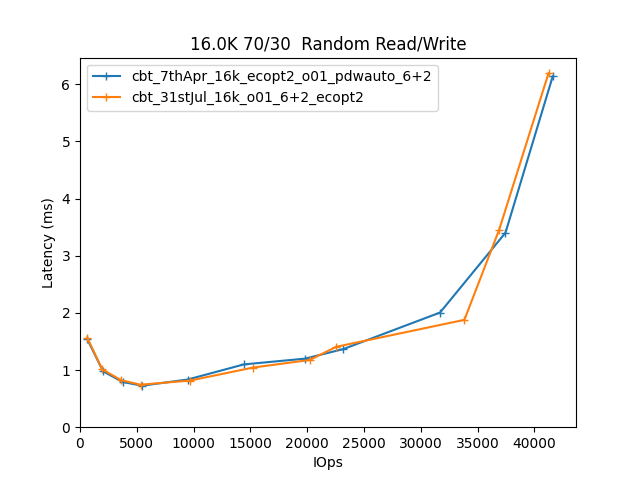 16.0K 70/30  Random Read/Write
cbt_7thApr_16k_ecopt2_o01_pdwauto_6+2
cbt_31stJul_16k_o01_6+2_ecopt2
Latency (ms)
6
5
4
3
2
1
0
0 5000 10000 15000 20000 25000 30000 35000 40000
IOps